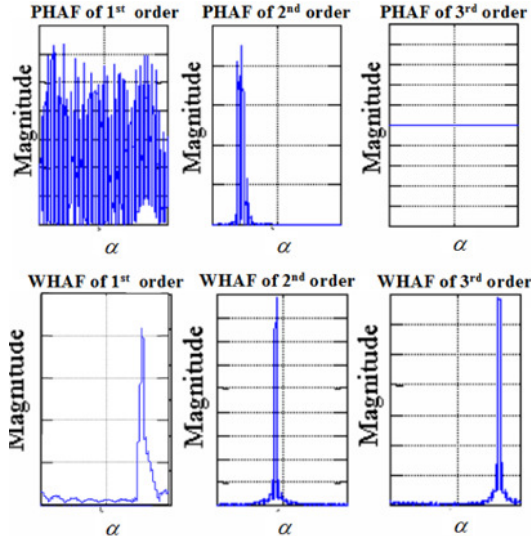 PHAF of 1st order
PHAF of 2nd order
PHAF of 3rd order
Magnitude
Magnitude
Magnitude
α
α
α
WHAF of 1st order
WHAF of 2nd order
WHAF of 3rd order
Magnitude
Magnitude
Magnitude
α
α
α